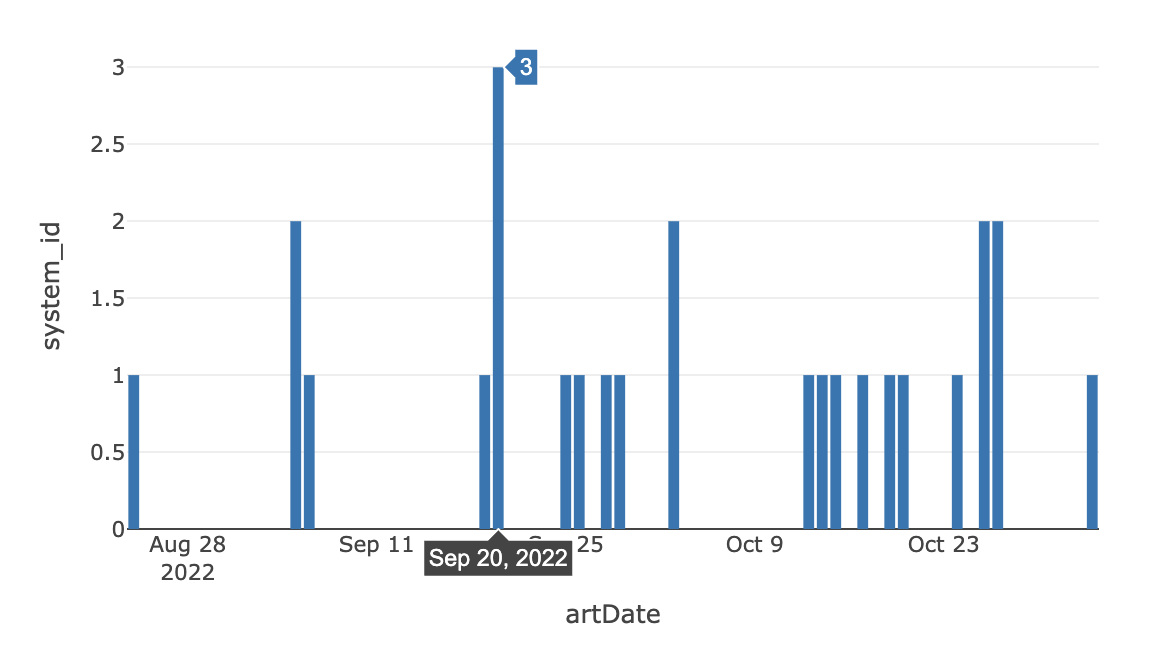 3
3
2.5
2
1.5
1
0.5
0
system_id
Aug 28
2022
Sep 11
25
Oct 9
Oct 23
Sep 20, 2022
artDate